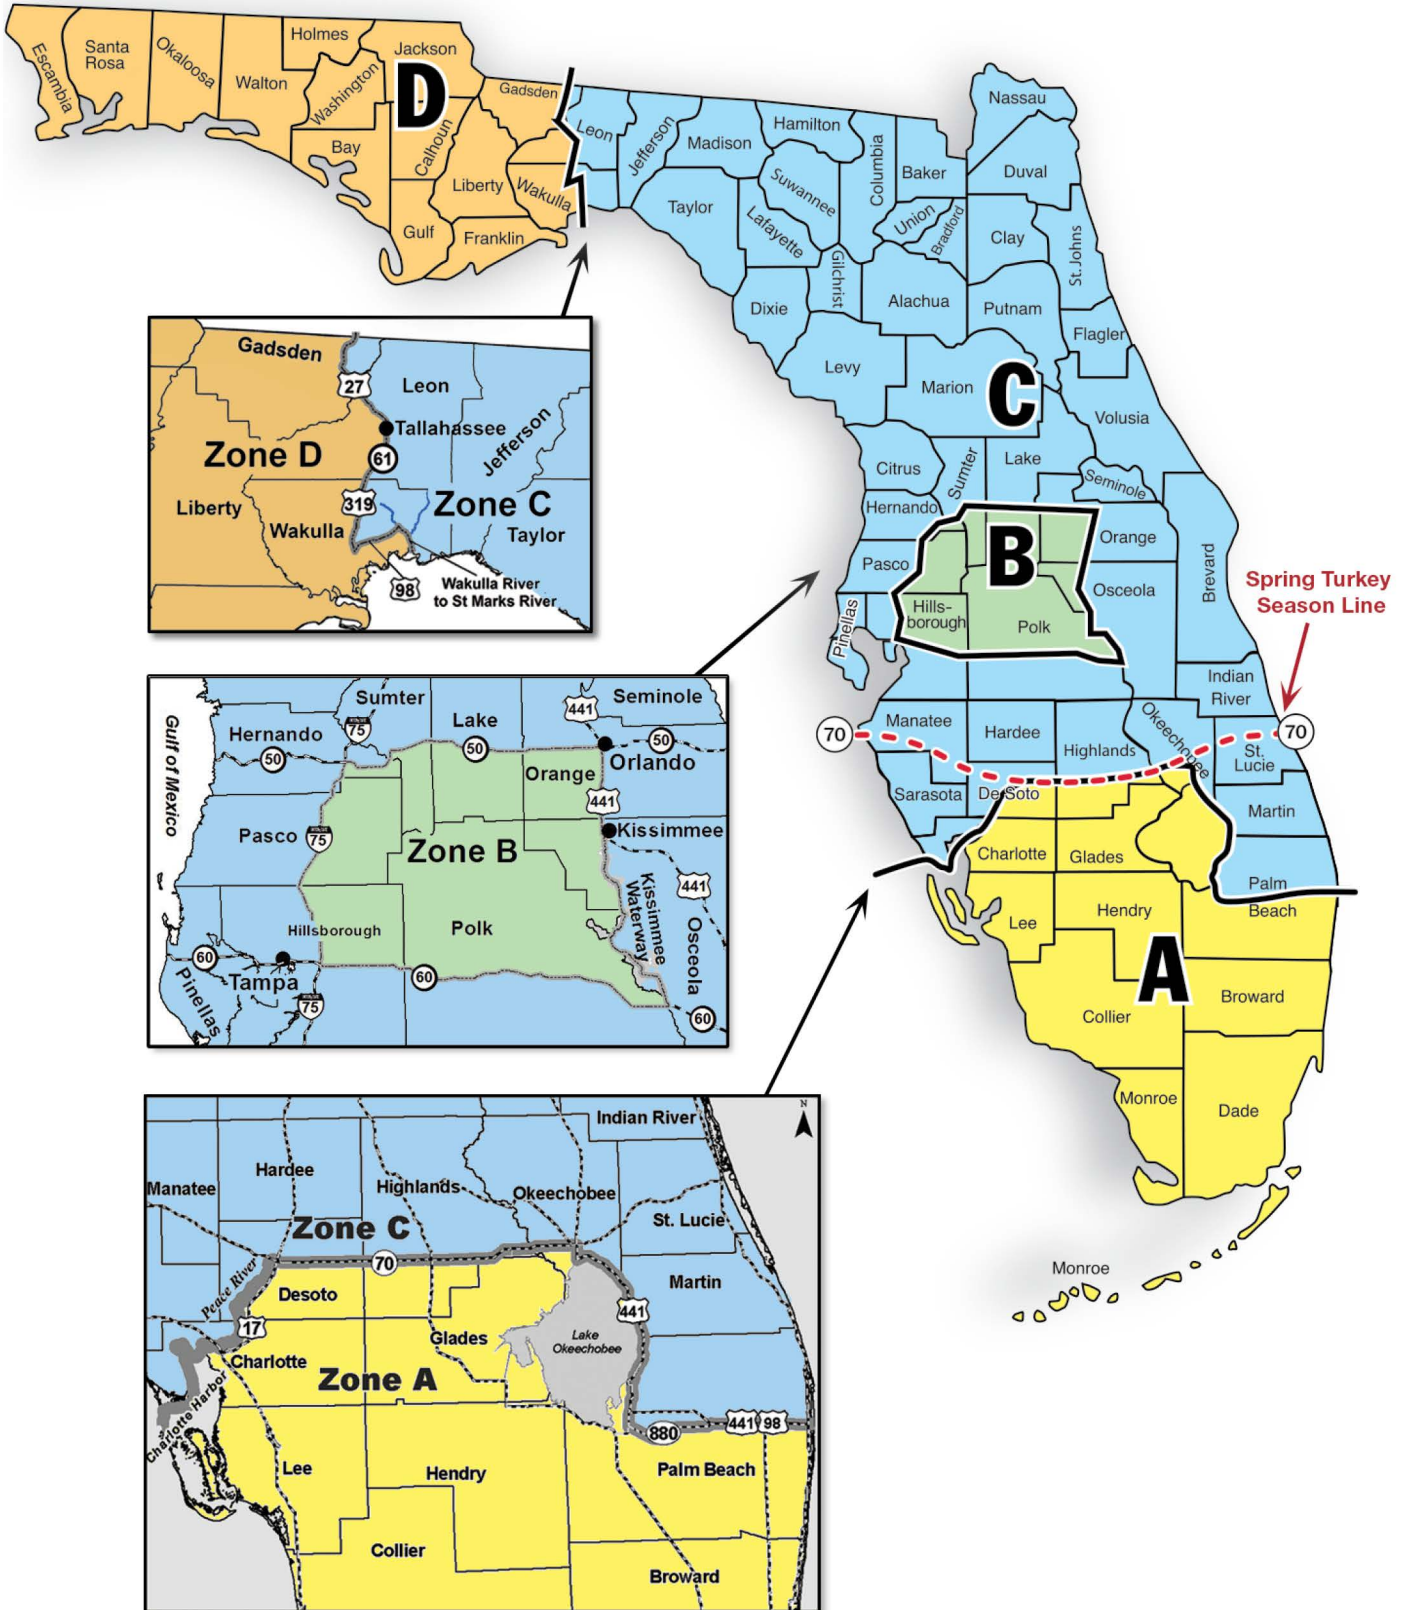 Escambia
Santa
Rosa
Okaloosa
Walton
Holmes
Washington
Jackson
D
Bay
Calhoun
Gulf
Liberty
Franklin
Gadsden
Wakulla
Leon
Jefferson
Madison
Taylor
Hamilton
Suwannee
Lafayette
Columbia
Baker
Nassau
Duval
Union
Bradford
Clay
St. Johns
Dixie
Gilchrist
Alachua
Putnam
Flagler
Levy
Marion
C
Volusia
Citrus
Sumter
Lake
Seminole
Hernando
Pasco
B
Orange
Osceola
Brevard
Hills-
borough
Polk
Pinellas
Spring Turkey
Season Line
Indian
River
70
Manatee
Hardee
Highlands
Okeechobee
St.
Lucie
70
Sarasota
De Soto
Martin
Charlotte
Glades
Palm
Beach
Lee
Hendry
A
Collier
Broward
Monroe
Dade
Monroe
Gadsden
27
Leon
Tallahassee
Jefferson
Zone D
61
Liberty
319
Zone C
Wakulla
Taylor
98
Wakulla River
to St Marks River
Gulf of Mexico
Sumter
441
Seminole
Hernando
75
Lake
50
50
50
Orlando
Orange
441
Pasco
75
Zone B
Kissimmee
441
Kissimmee
Waterway
Osceola
Hillsborough
Polk
60
Tampa
60
Pinellas
75
60
Indian River
N
Hardee
Manatee
Highlands
Okeechobee
St. Lucie
Zone C
70
Peace River
Desoto
Martin
17
441
Glades
Lake
Okeechobee
Charlotte
Zone A
Charlotte Harbor
880
441
98
Lee
Hendry
Palm Beach
Collier
Broward